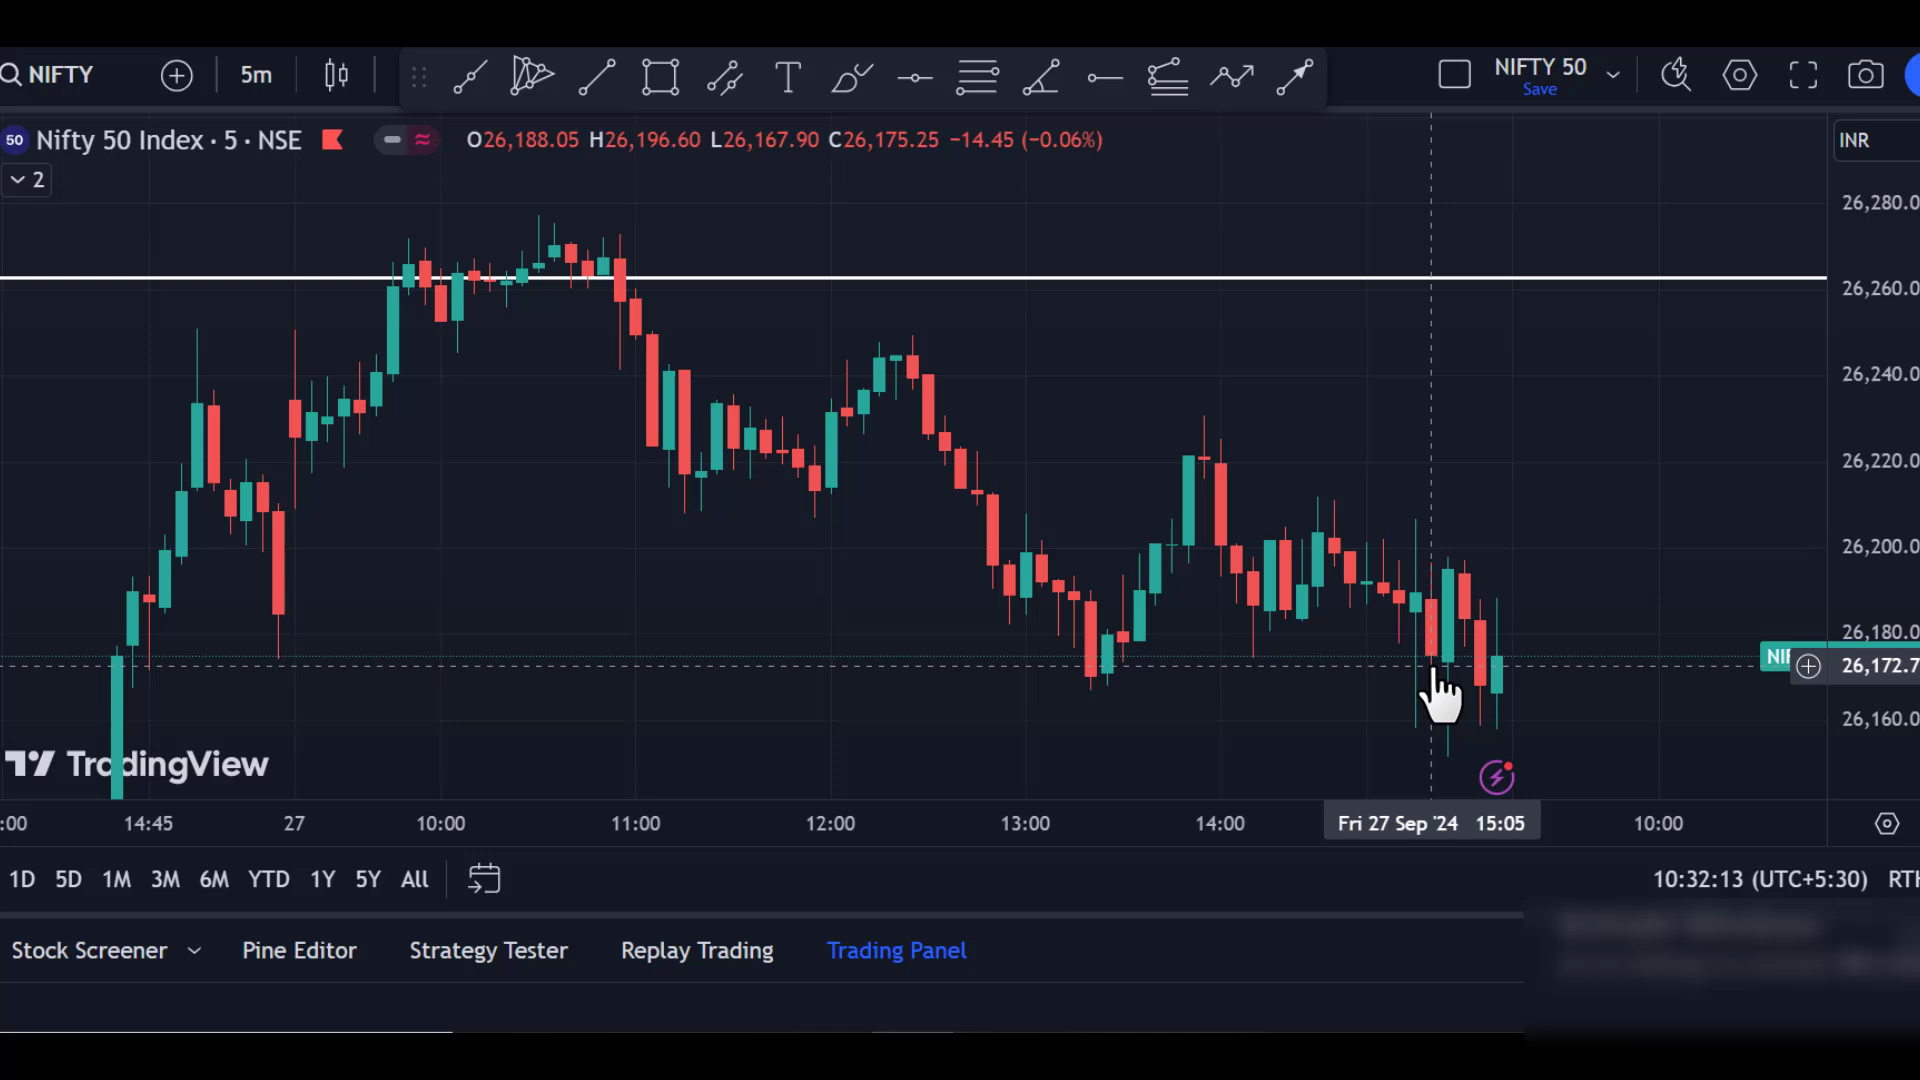 NIFTY
5m
NIFTY 50
Save
50 Nifty 50 Index · 5 · NSE
O26,188.05 H26,196.60 L26,167.90 C26,175.25 −14.45 (−0.06%)
INR
2
26,280.0
26,260.0
26,240.0
26,220.0
26,200.0
26,180.0
NIF
26,172.7
26,160.0
TradingView
:00 14:45 27 10:00 11:00 12:00 13:00 14:00 Fri 27 Sep '24 15:05 10:00
1D 5D 1M 3M 6M YTD 1Y 5Y All
10:32:13 (UTC+5:30) RTH
Stock Screener Pine Editor Strategy Tester Replay Trading Trading Panel